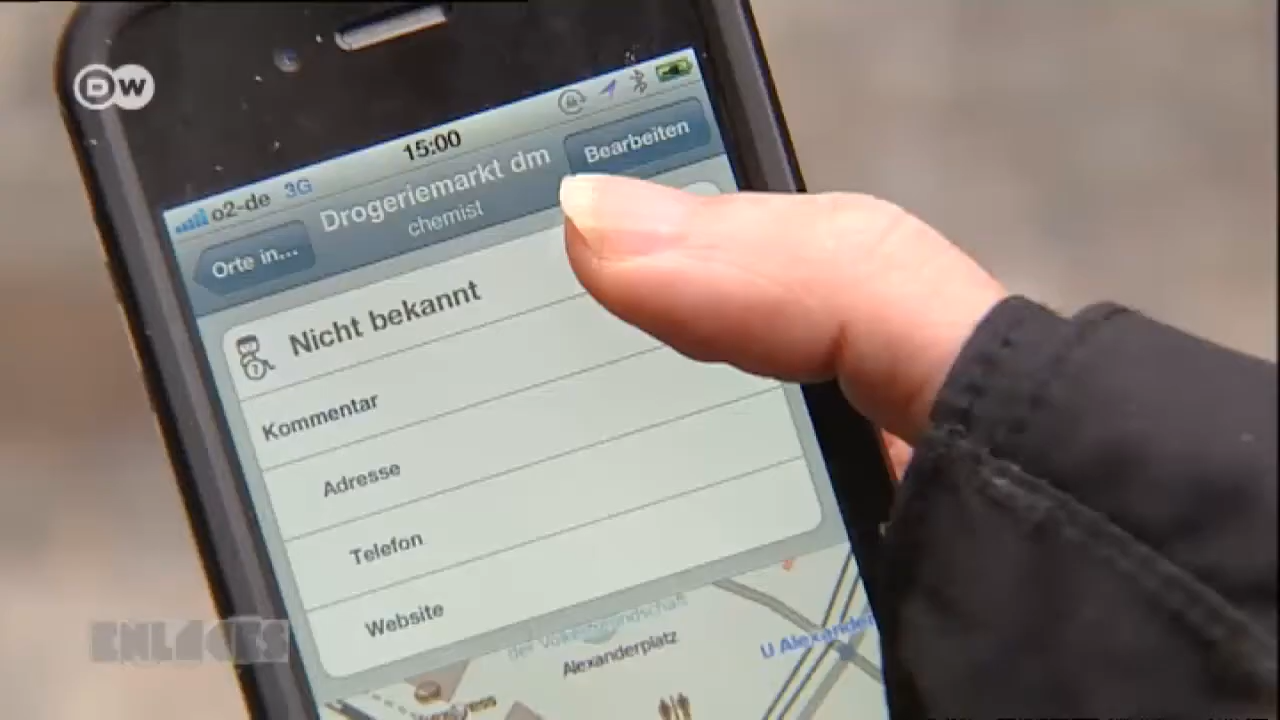 DW
15:00
o2-de 3G
Drogeriemarkt dm
Bearbeiten
chemist
Orte in...
Nicht bekannt
Kommentar
Adresse
Telefon
Website
Alexanderplatz
ENLACES